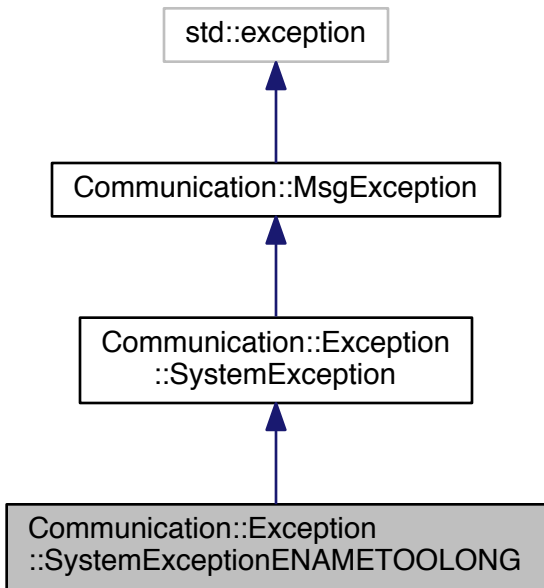 std::exception
Communication::MsgException
Communication::Exception
::SystemException
Communication::Exception
::SystemExceptionENAMETOOLONG